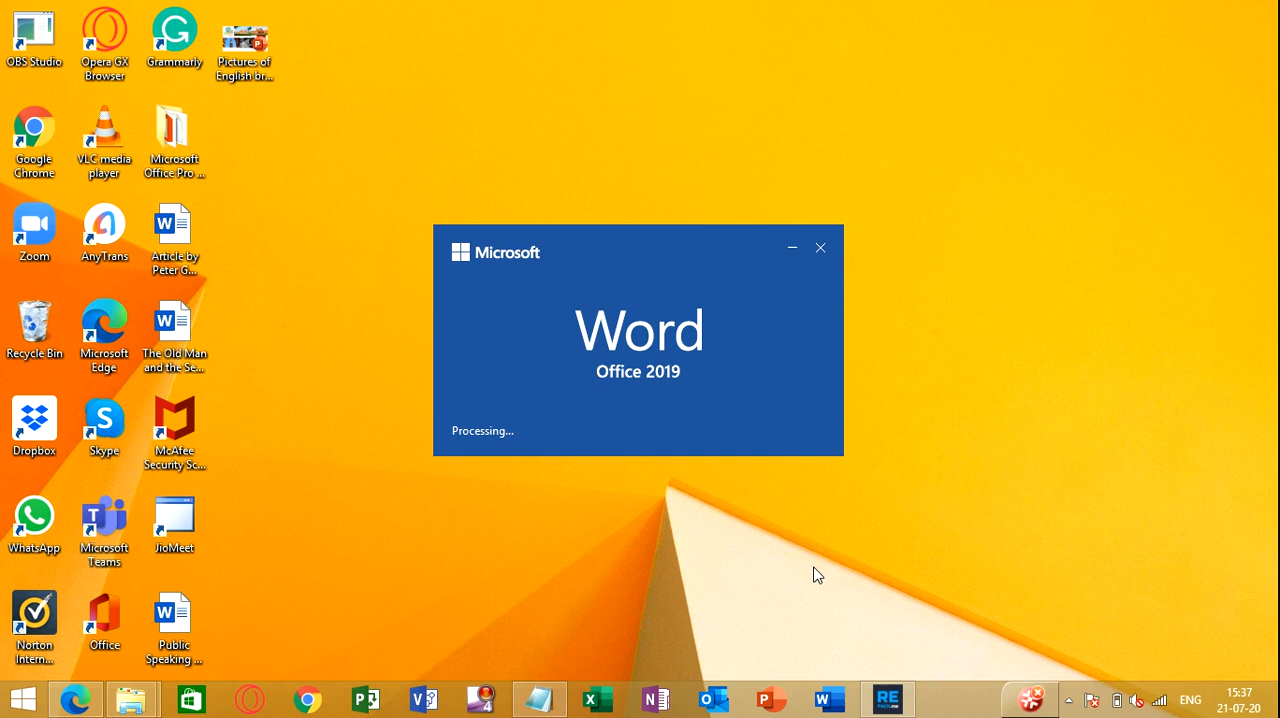 OBS Studio
Opera GX
Browser
Grammarly
Pictures of
English br...
Google
Chrome
VLC media
player
Microsoft
Office Pro ...
Zoom
AnyTrans
Article by
Peter G...
Recycle Bin
Microsoft
Edge
The Old Man
and the Se...
Dropbox
Skype
McAfee
Security Sc...
WhatsApp
Microsoft
Teams
JioMeet
Norton
Intern...
Office
Public
Speaking ...
Microsoft
Word
Office 2019
Processing...
RE
PACK.me
ENG
15:37
21-07-20